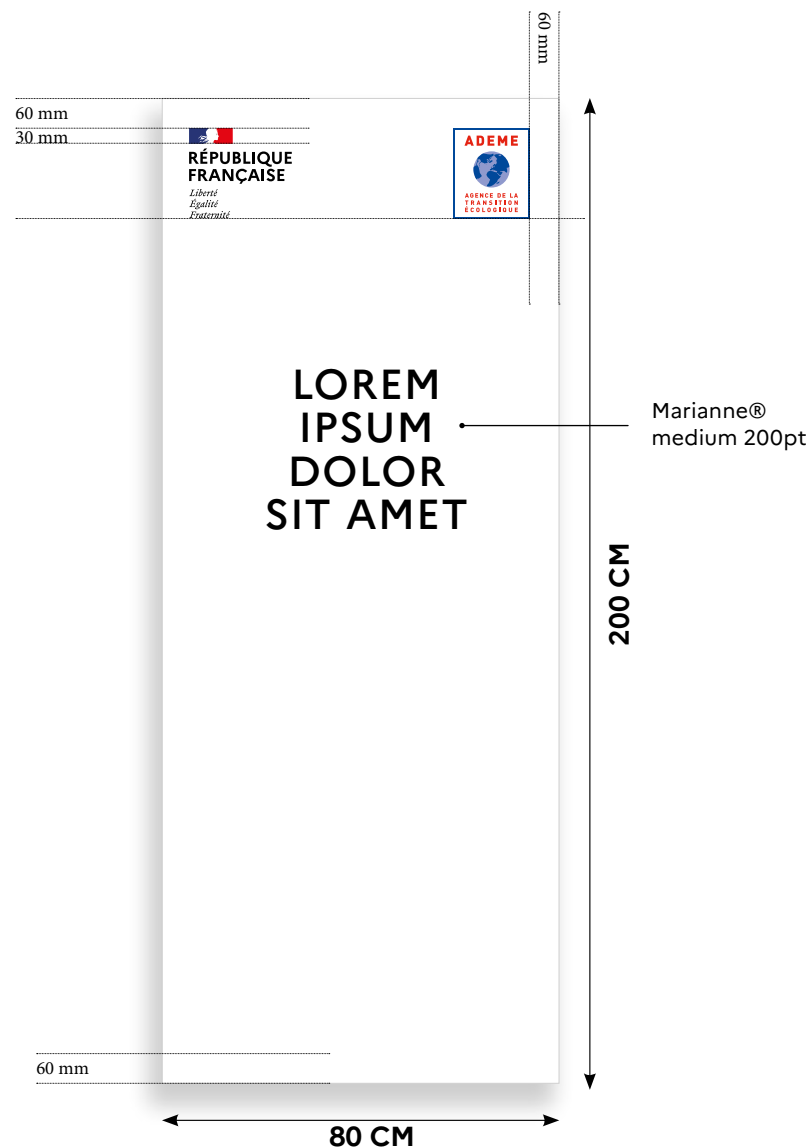 60 mm
60 mm
30 mm
RÉPUBLIQUE
FRANÇAISE
Liberté
Égalité
Fraternité
ADEME
AGENCE DE LA
TRANSITION
ÉCOLOGIQUE
LOREM
IPSUM
DOLOR
SIT AMET
Marianne®
medium 200pt
200 CM
60 mm
80 CM